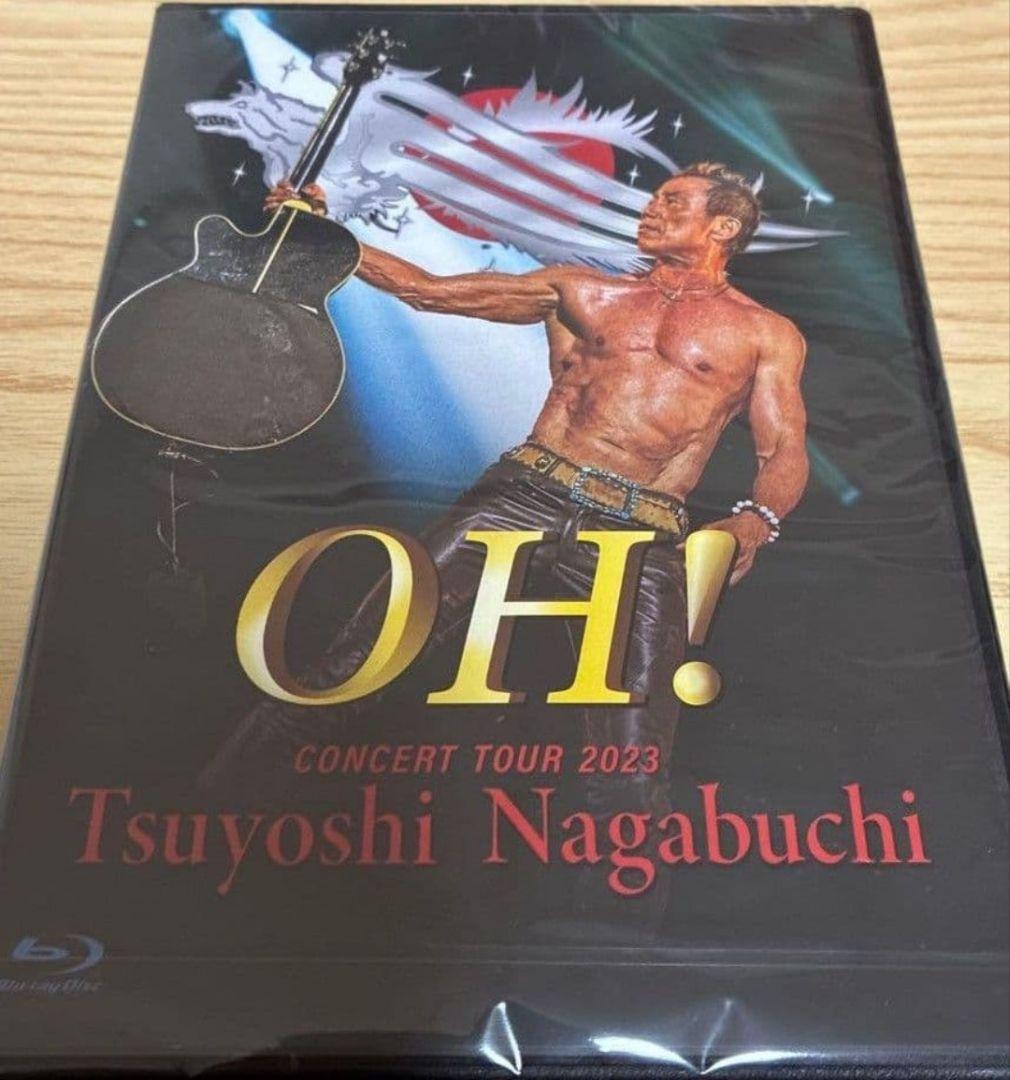 OH!
CONCERT TOUR 2023
Tsuyoshi Nagabuchi
Blu-ray Disc